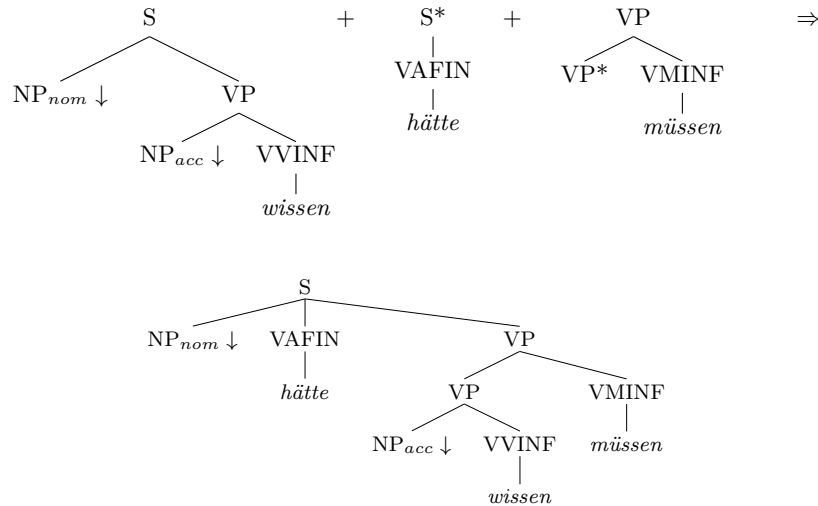 S + S* + VP ⇒
VAFIN VP* VMINF
NP_nom ↓ VP
hätte müssen
NP_acc ↓ VVINF
wissen
S
NP_nom ↓ VAFIN VP
hätte VP VMINF
NP_acc ↓ VVINF müssen
wissen